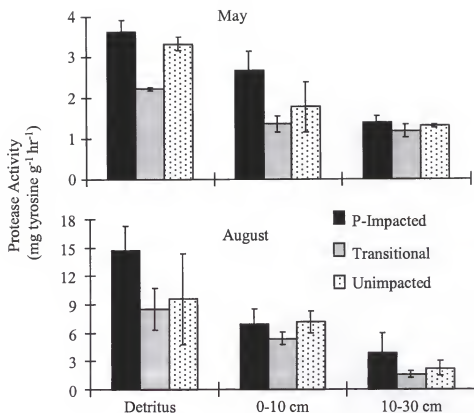 May
4
3
2
1
0
Protease Activity
(mg tyrosine g-1 hr-1)
August
18
15
12
9
6
3
0
P-Impacted
Transitional
Unimpacted
Detritus 0-10 cm 10-30 cm